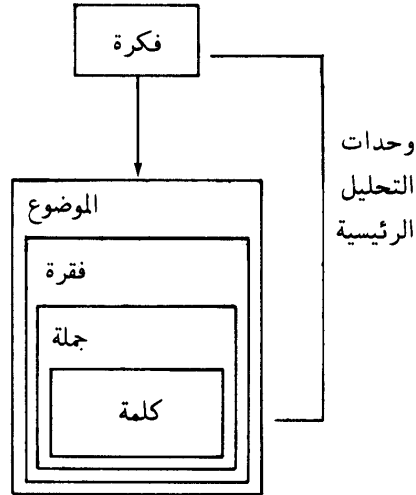 فكرة
وحدات
التحليل
الرئيسية
الموضوع
فقرة
جملة
كلمة